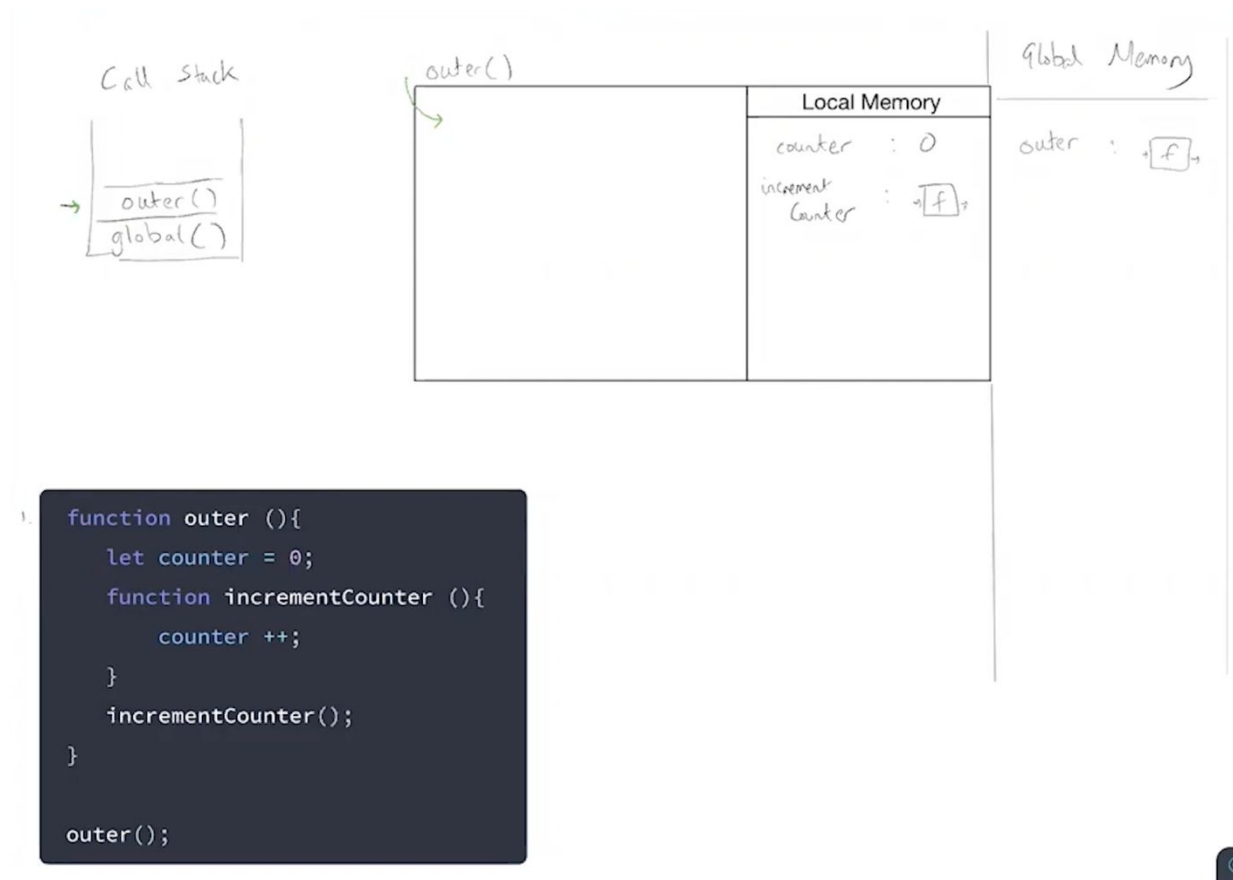 Call Stack
outer()
global()
outer()
Local Memory
counter : 0
increment
Counter : f
Global Memory
outer : f
1.
function outer (){
let counter = 0;
function incrementCounter (){
counter ++;
}
incrementCounter();
}
outer();